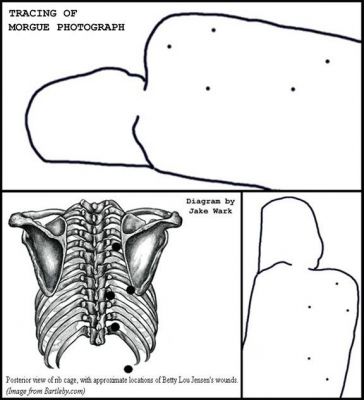 TRACING OF
MORGUE PHOTOGRAPH
Diagram by
Jake Wark
Posterior view of rib cage, with approximate locations of Betty Lou Jensen's wounds.
(Image from Bartleby.com)